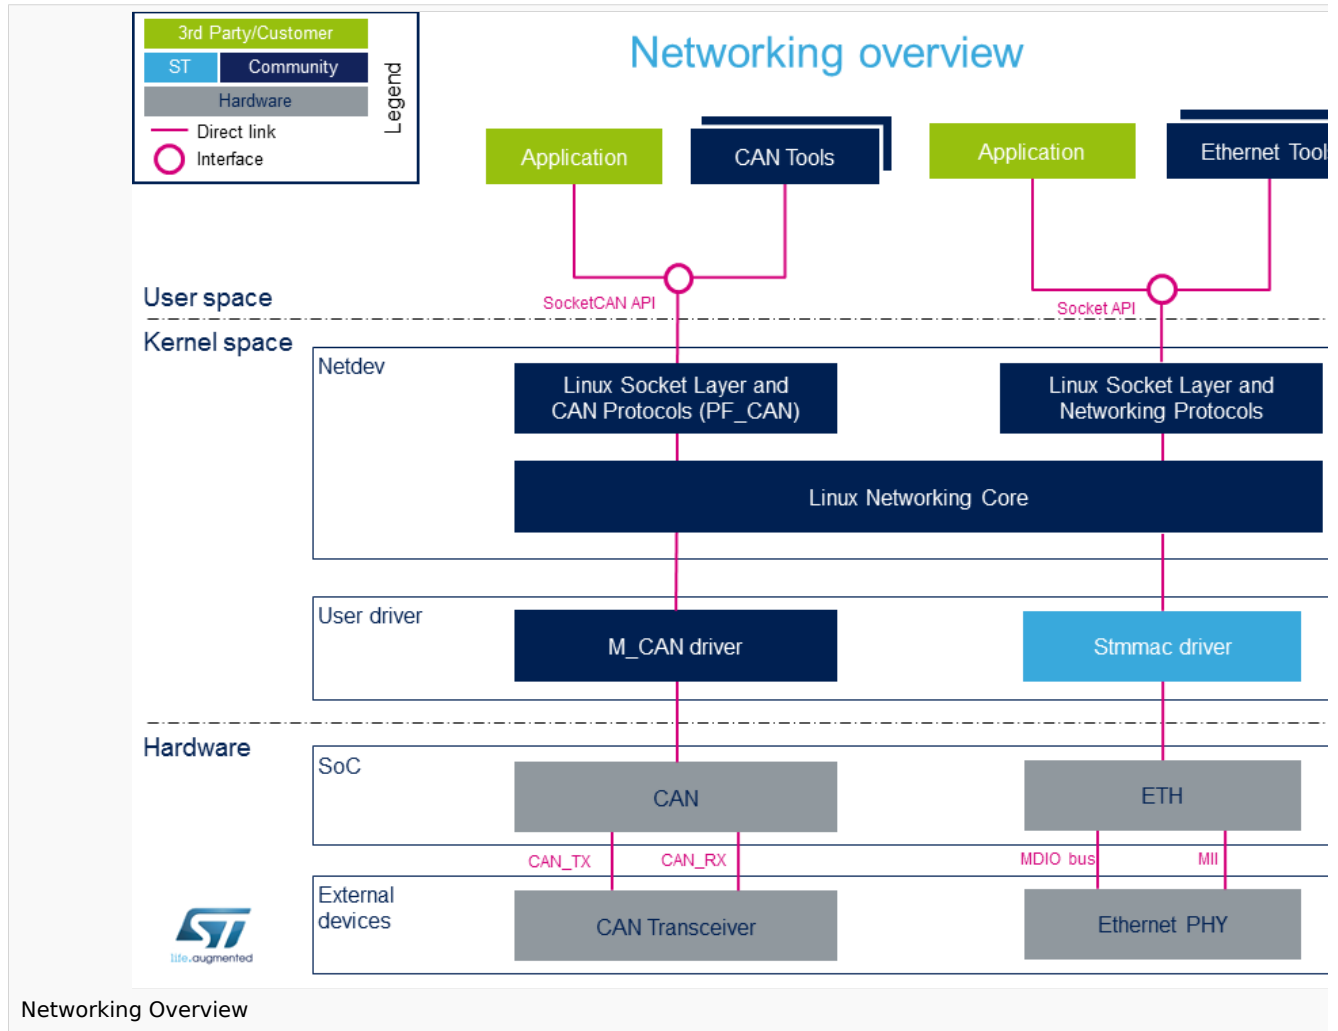 3rd Party/Customer
ST
Community
Hardware
Direct link
Interface
Legend
Networking overview
Application
CAN Tools
Application
Ethernet Tool
User space
SocketCAN API
Socket API
Kernel space
Netdev
Linux Socket Layer and
CAN Protocols (PF_CAN)
Linux Socket Layer and
Networking Protocols
Linux Networking Core
User driver
M_CAN driver
Stmmac driver
Hardware
SoC
CAN
ETH
CAN_TX
CAN_RX
MDIO bus
MII
External
devices
CAN Transceiver
Ethernet PHY
ST
life.augmented
Networking Overview